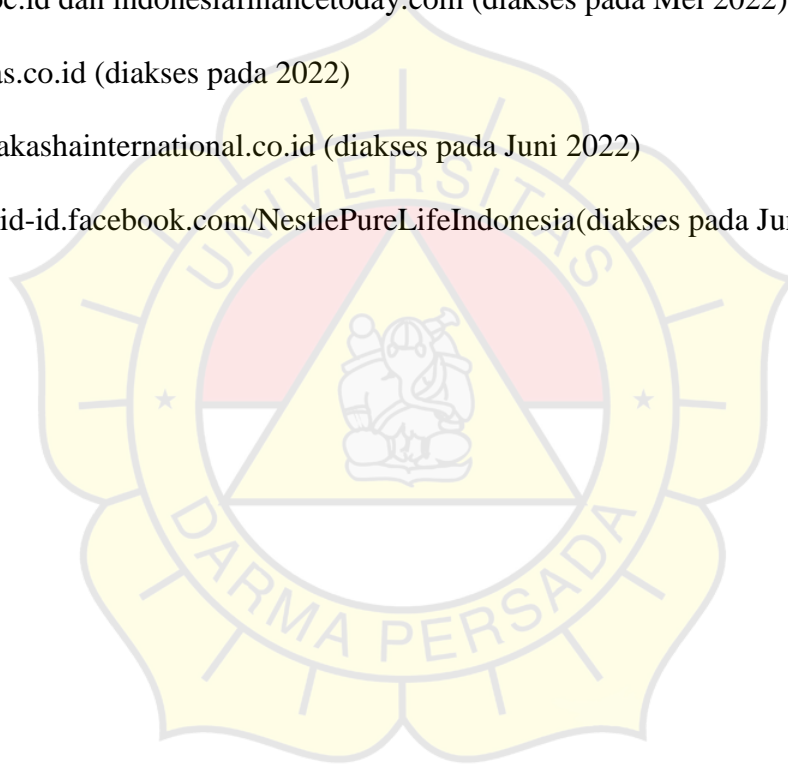 dan indonesiafinancetoday.com (diakses pada Mei 2022)
as.co.id (diakses pada 2022)
akashainternational.co.id (diakses pada Juni 2022)
id-id.facebook.com/NestlePureLifeIndonesia(diakses pada
UNIVERSITAS
DARMA PERSADA